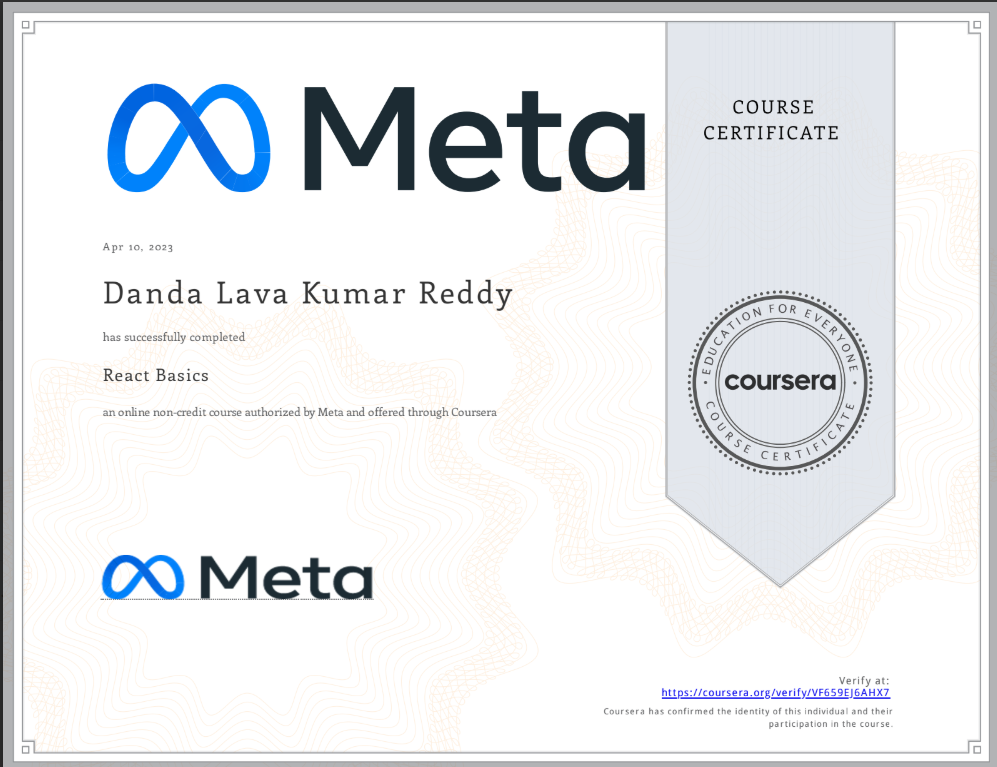 Meta
COURSE
CERTIFICATE
Apr 10, 2023
Danda Lava Kumar Reddy
has successfully completed
React Basics
an online non-credit course authorized by Meta and offered through Coursera
EDUCATION FOR EVERYONE
coursera
COURSE CERTIFICATE
Meta
Verify at:
https://coursera.org/verify/VF659EJ6AHX7
Coursera has confirmed the identity of this individual and their
participation in the course.